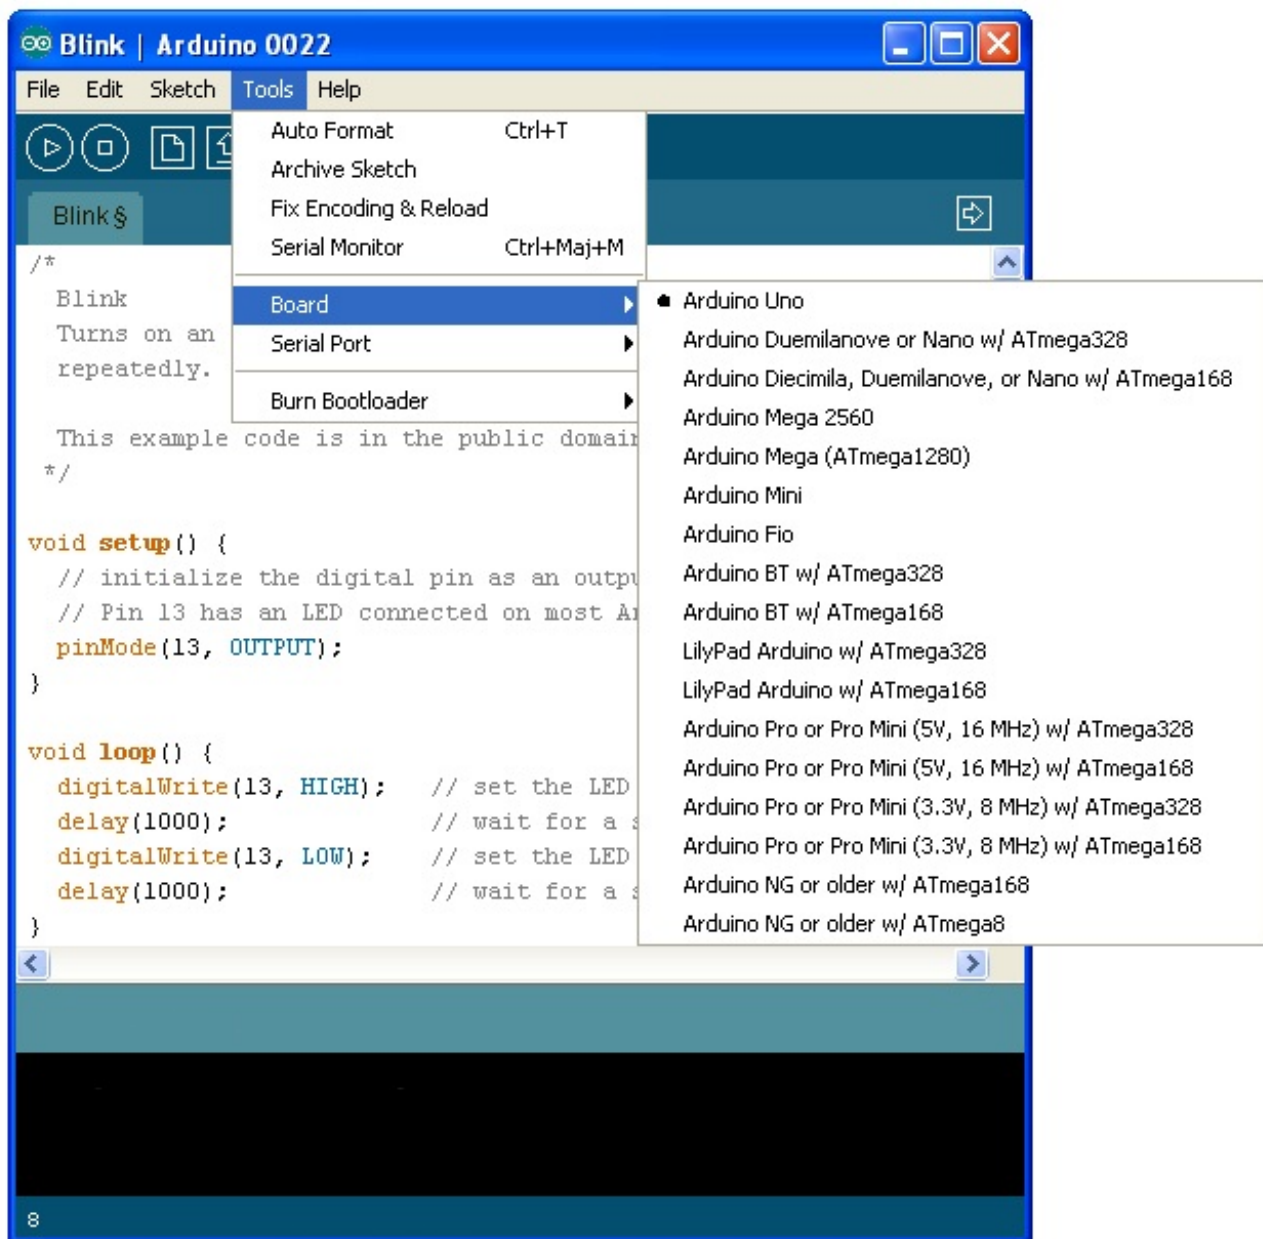 Blink | Arduino 0022
File Edit Sketch Tools Help
Auto Format Ctrl+T
Archive Sketch
Fix Encoding & Reload
Serial Monitor Ctrl+Maj+M
Board
Serial Port
Burn Bootloader
Arduino Uno
Arduino Duemilanove or Nano w/ ATmega328
Arduino Diecimila, Duemilanove, or Nano w/ ATmega168
Arduino Mega 2560
Arduino Mega (ATmega1280)
Arduino Mini
Arduino Fio
Arduino BT w/ ATmega328
Arduino BT w/ ATmega168
LilyPad Arduino w/ ATmega328
LilyPad Arduino w/ ATmega168
Arduino Pro or Pro Mini (5V, 16 MHz) w/ ATmega328
Arduino Pro or Pro Mini (5V, 16 MHz) w/ ATmega168
Arduino Pro or Pro Mini (3.3V, 8 MHz) w/ ATmega328
Arduino Pro or Pro Mini (3.3V, 8 MHz) w/ ATmega168
Arduino NG or older w/ ATmega168
Arduino NG or older w/ ATmega8
Blink§
/*
Blink
Turns on an
repeatedly.
This example code is in the public domain
*/
void setup() {
// initialize the digital pin as an outpu
// Pin 13 has an LED connected on most A
pinMode(13, OUTPUT);
}
void loop() {
digitalWrite(13, HIGH); // set the LED
delay(1000); // wait for a s
digitalWrite(13, LOW); // set the LED
delay(1000); // wait for a s
}
8